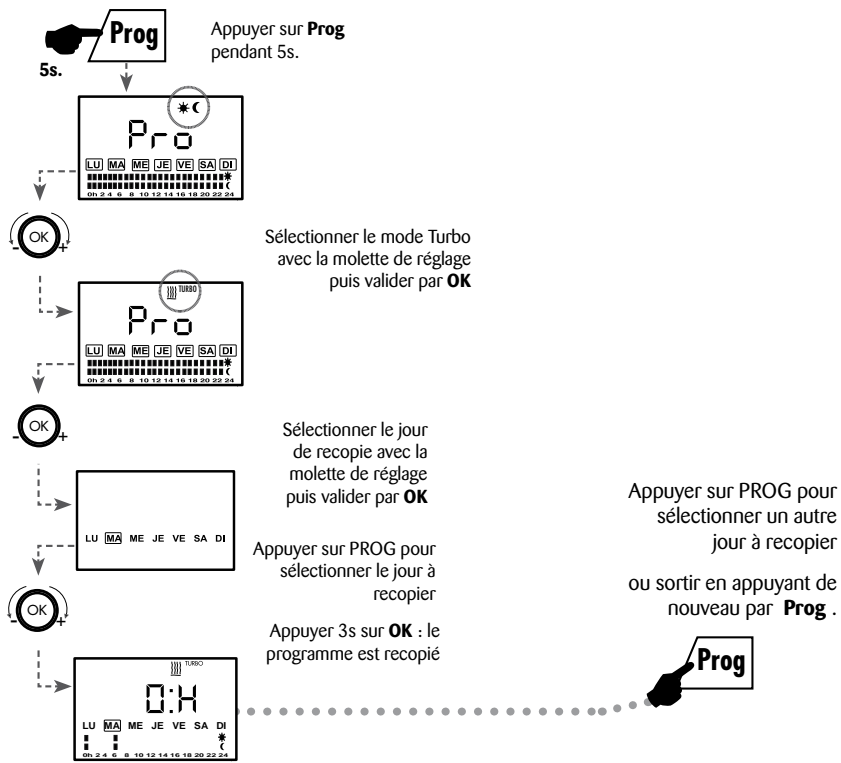 Prog
5s.
Appuyer sur Prog
pendant 5s.
Pro
LU MA ME JE VE SA DI
0h 2 4 6 8 10 12 14 16 18 20 22 24
OK
- +
Sélectionner le mode Turbo
avec la molette de réglage
puis valider par OK
TURBO
Pro
LU MA ME JE VE SA DI
0h 2 4 6 8 10 12 14 16 18 20 22 24
OK
- +
Sélectionner le jour
de recopie avec la
molette de réglage
puis valider par OK
LU MA ME JE VE SA DI
Appuyer sur PROG pour
sélectionner le jour à
recopier
OK
- +
Appuyer 3s sur OK : le
programme est recopié
TURBO
0:H
LU MA ME JE VE SA DI
0h 2 4 6 8 10 12 14 16 18 20 22 24
Appuyer sur PROG pour
sélectionner un autre
jour à recopier
ou sortir en appuyant de
nouveau par Prog .
Prog